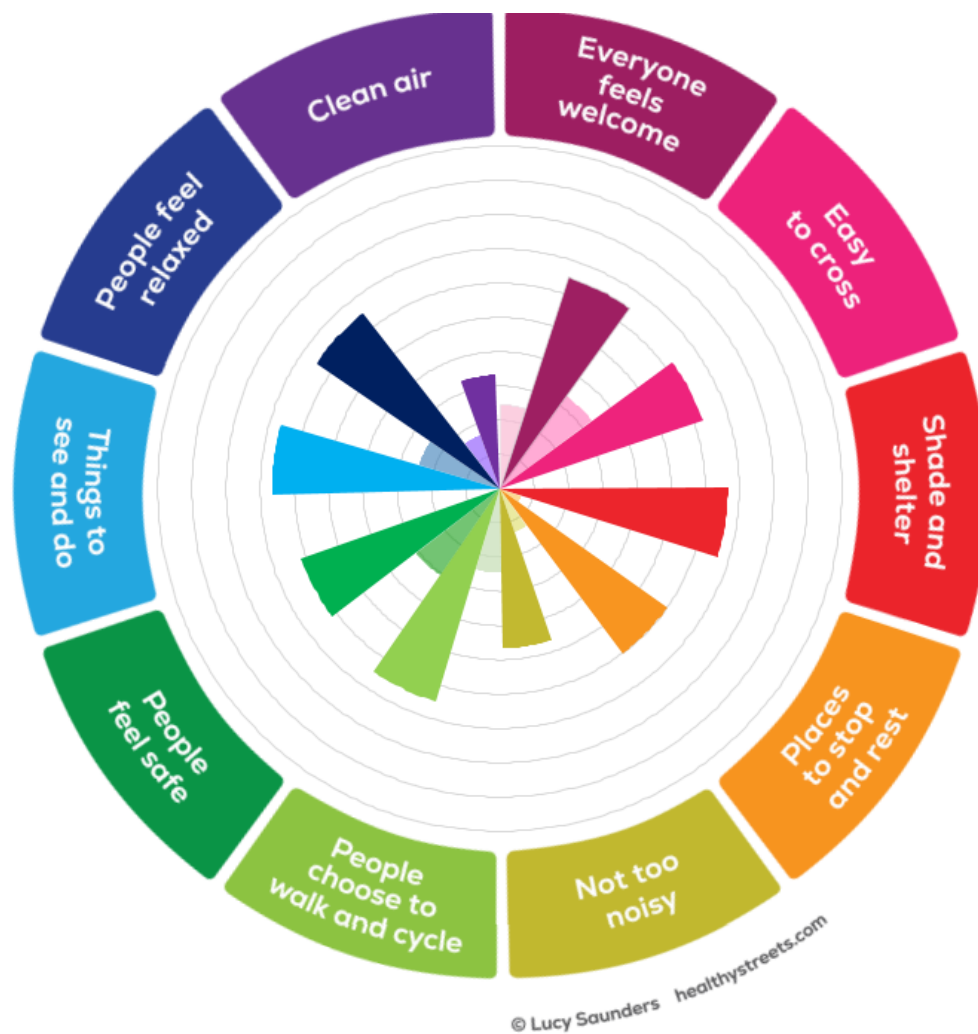 Everyone
feels
welcome
Easy
to cross
Shade and
shelter
Places
to stop
and rest
Not too
noisy
People
choose to
walk and cycle
People
feel safe
Things to
see and do
People feel
relaxed
Clean air
© Lucy Saunders healthystreets.com